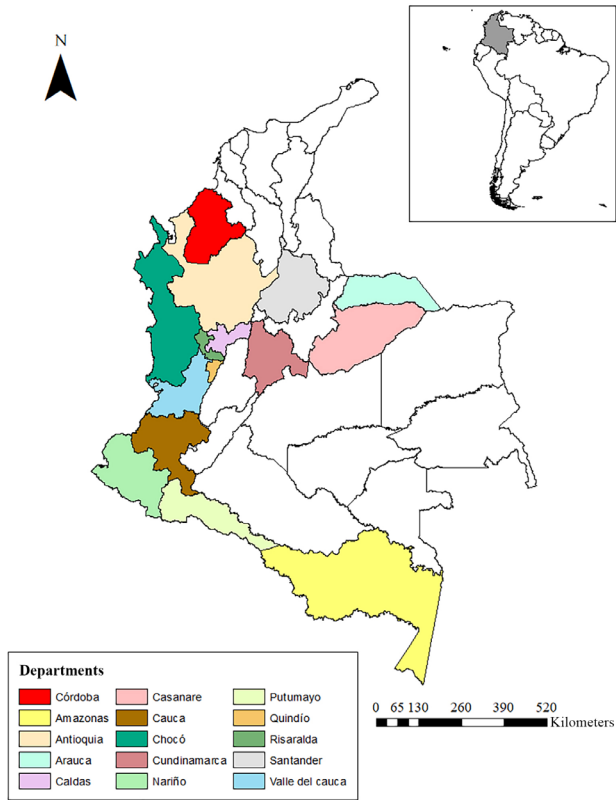 N
Departments
Córdoba Casanare Putumayo
Amazonas Cauca Quindío
Antioquia Chocó Risaralda
Arauca Cundinamarca Santander
Caldas Nariño Valle del cauca
0 65 130 260 390 520
Kilometers